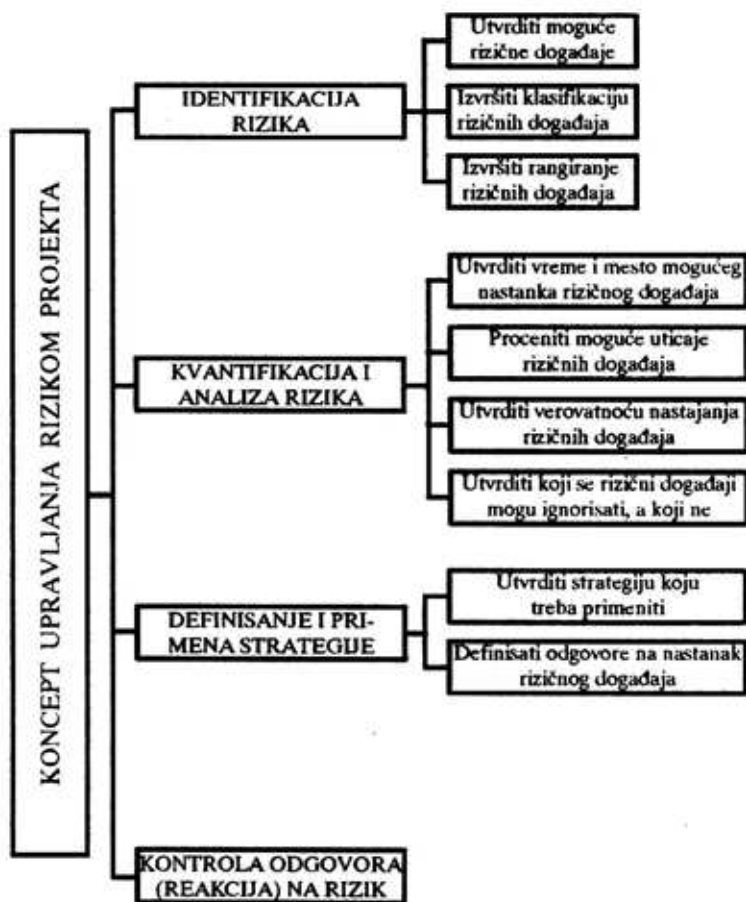 KONCEPT UPRAVLJANJA RIZIKOM PROJEKTA
IDENTIFIKACIJA
RIZIKA
Utvrditi moguće
rizične događaje
Izvršiti klasifikaciju
rizičnih događaja
Izvršiti rangiranje
rizičnih događaja
KVANTIFIKACIJA I
ANALIZA RIZIKA
Utvrditi vreme i mesto mogućeg
nastanka rizičnog događaja
Proceniti moguće uticaje
rizičnih događaja
Utvrditi verovatnoću nastajanja
rizičnih događaja
Utvrditi koji se rizični događaji
mogu ignorisati, a koji ne
DEFINISANJE I PRI-
MENA STRATEGIJE
Utvrditi strategiju koju
treba primeniti
Definisati odgovore na nastanak
rizičnog događaja
KONTROLA ODGOVORA
(REAKCIJA) NA RIZIK